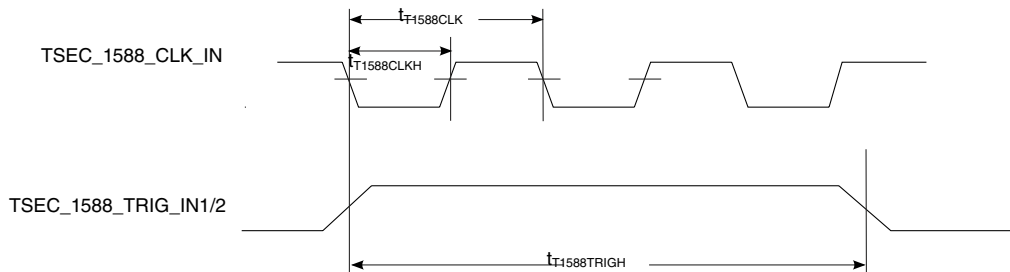 tT1588CLK
TSEC_1588_CLK_IN
tT1588CLKH
TSEC_1588_TRIG_IN1/2
tT1588TRIGH